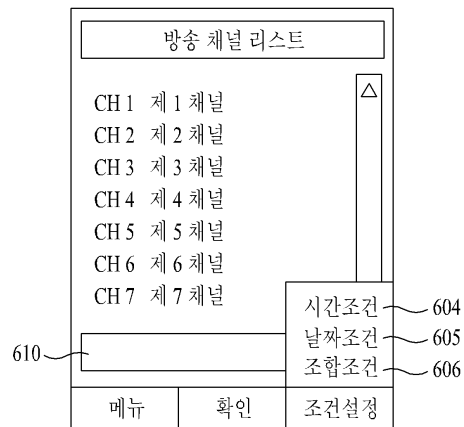 방송 채널 리스트
CH 1 제 1 채널
CH 2 제 2 채널
CH 3 제 3 채널
CH 4 제 4 채널
CH 5 제 5 채널
CH 6 제 6 채널
CH 7 제 7 채널
시간조건 604
날짜조건 605
610
조합조건 606
메뉴 확인 조건설정